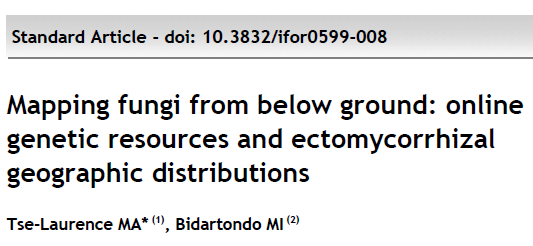 Standard Article - doi: 10.3832/ifor0599-008
Mapping fungi from below ground: online
genetic resources and ectomycorrhizal
geographic distributions
Tse-Laurence MA* (1), Bidartondo MI (2)